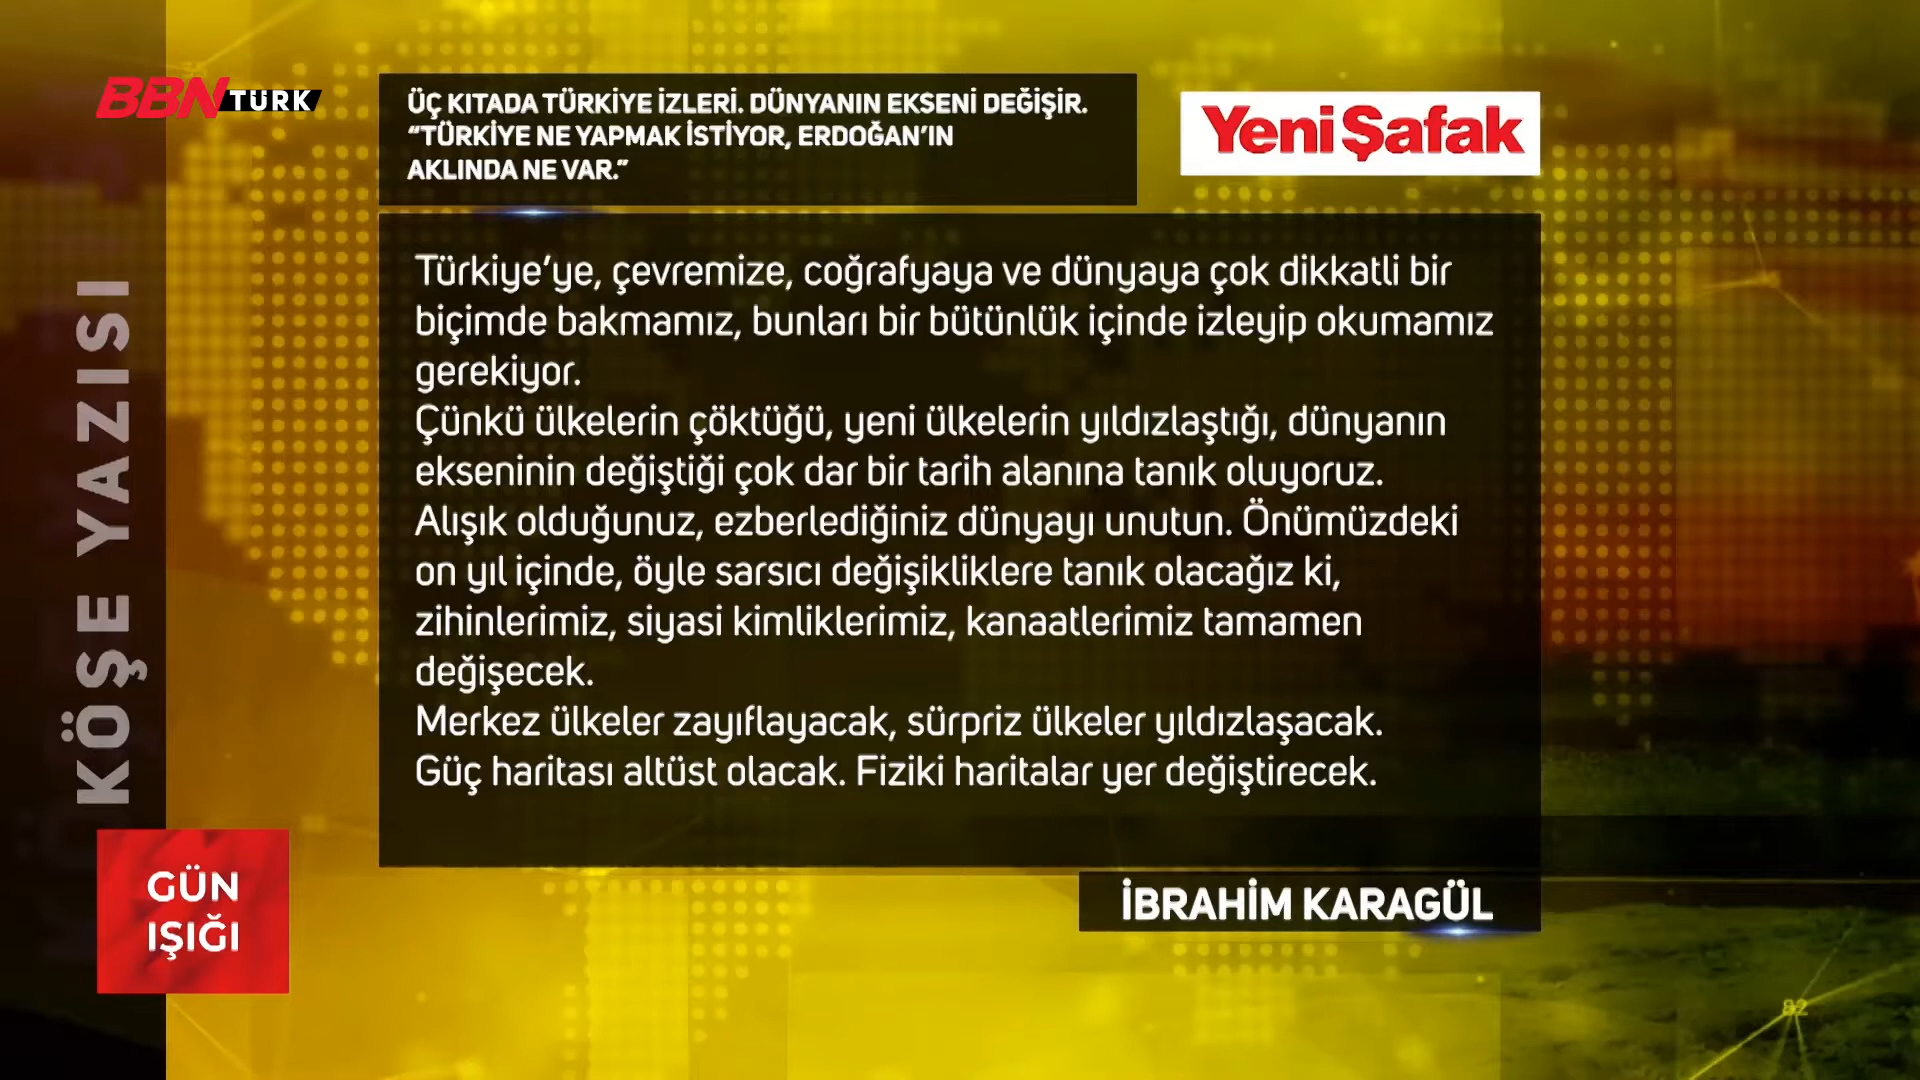 BBN TÜRK
ÜÇ KITADA TÜRKİYE İZLERİ. DÜNYANIN EKSENİ DEĞİŞİR.
“TÜRKİYE NE YAPMAK İSTİYOR, ERDOĞAN’IN
AKLINDA NE VAR.”
YeniŞafak
KÖŞE YAZISI
Türkiye’ye, çevremize, coğrafyaya ve dünyaya çok dikkatli bir
biçimde bakmamız, bunları bir bütünlük içinde izleyip okumamız
gerekiyor.
Çünkü ülkelerin çöktüğü, yeni ülkelerin yıldızlaştığı, dünyanın
ekseninin değiştiği çok dar bir tarih alanına tanık oluyoruz.
Alışık olduğunuz, ezberlediğiniz dünyayı unutun. Önümüzdeki
on yıl içinde, öyle sarsıcı değişikliklere tanık olacağız ki,
zihinlerimiz, siyasi kimliklerimiz, kanaatlerimiz tamamen
değişecek.
Merkez ülkeler zayıflayacak, sürpriz ülkeler yıldızlaşacak.
Güç haritası altüst olacak. Fiziki haritalar yer değiştirecek.
İBRAHİM KARAGÜL
GÜN
IŞIĞI